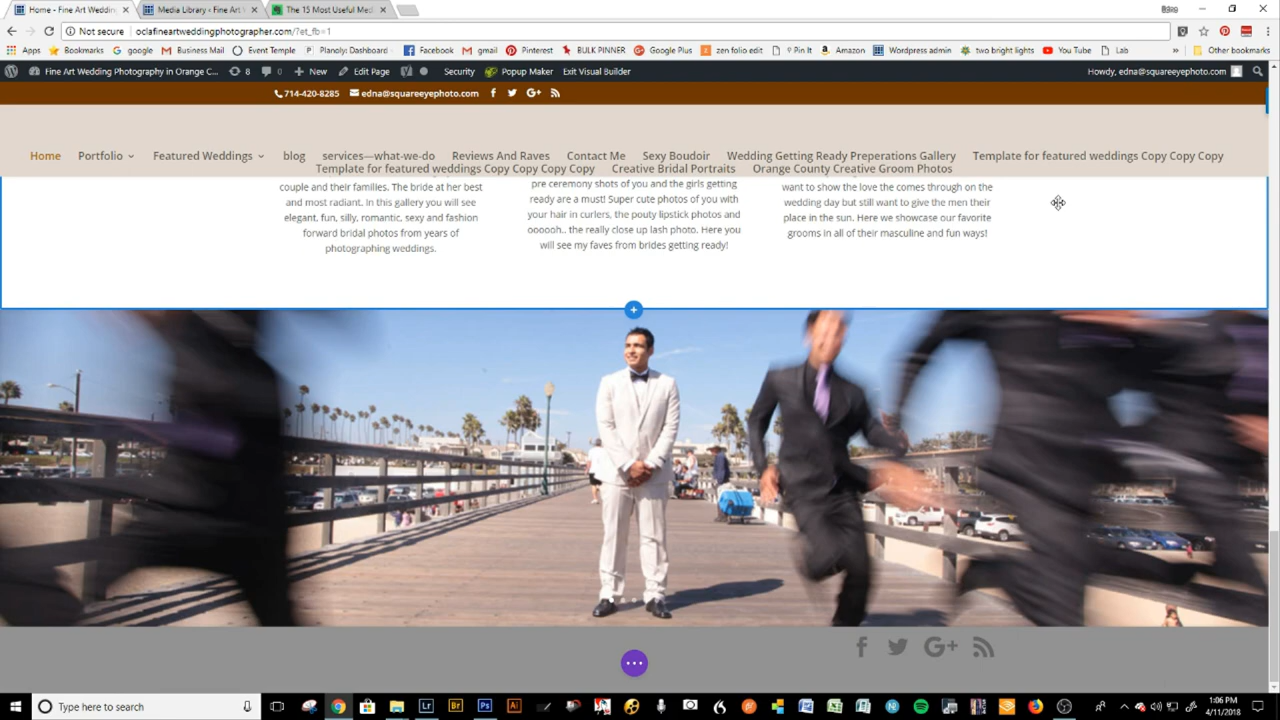 Home - Fine Art Wedding
Media Library ‹ Fine Art W
The 15 Most Useful Med
Edna
Not secure
oclafineartweddingphotographer.com/?et_fb=1
Apps
Bookmarks
google
Business Mail
Event Temple
Planoly: Dashboard
Facebook
gmail
Pinterest
BULK PINNER
Google Plus
zen folio edit
9 Pin It
Amazon
Wordpress admin
two bright lights
You Tube
Lab
»
Other bookmarks
Fine Art Wedding Photography in Orange C...
8
0
New
Edit Page
Security
Popup Maker
Exit Visual Builder
Howdy, edna@squareeyephoto.com
714-420-8285
edna@squareeyephoto.com
Home
Portfolio
Featured Weddings
blog
services—what-we-do
Reviews And Raves
Contact Me
Sexy Boudoir
Wedding Getting Ready Preperations Gallery
Template for featured weddings Copy Copy Copy
Template for featured weddings Copy Copy Copy Copy
Creative Bridal Portraits
Orange County Creative Groom Photos
couple and their families. The bride at her best
and most radiant. In this gallery you will see
elegant, fun, silly, romantic, sexy and fashion
forward bridal photos from years of
photographing weddings.
pre ceremony shots of you and the girls getting
ready are a must! Super cute photos of you with
your hair in curlers, the pouty lipstick photos and
ooooh.. the really close up lash photo. Here you
will see my faves from brides getting ready!
want to show the love the comes through on the
wedding day but still want to give the men their
place in the sun. Here we showcase our favorite
grooms in all of their masculine and fun ways!
Type here to search
Lr
Br
Ps
Ai
1:06 PM
4/11/2018